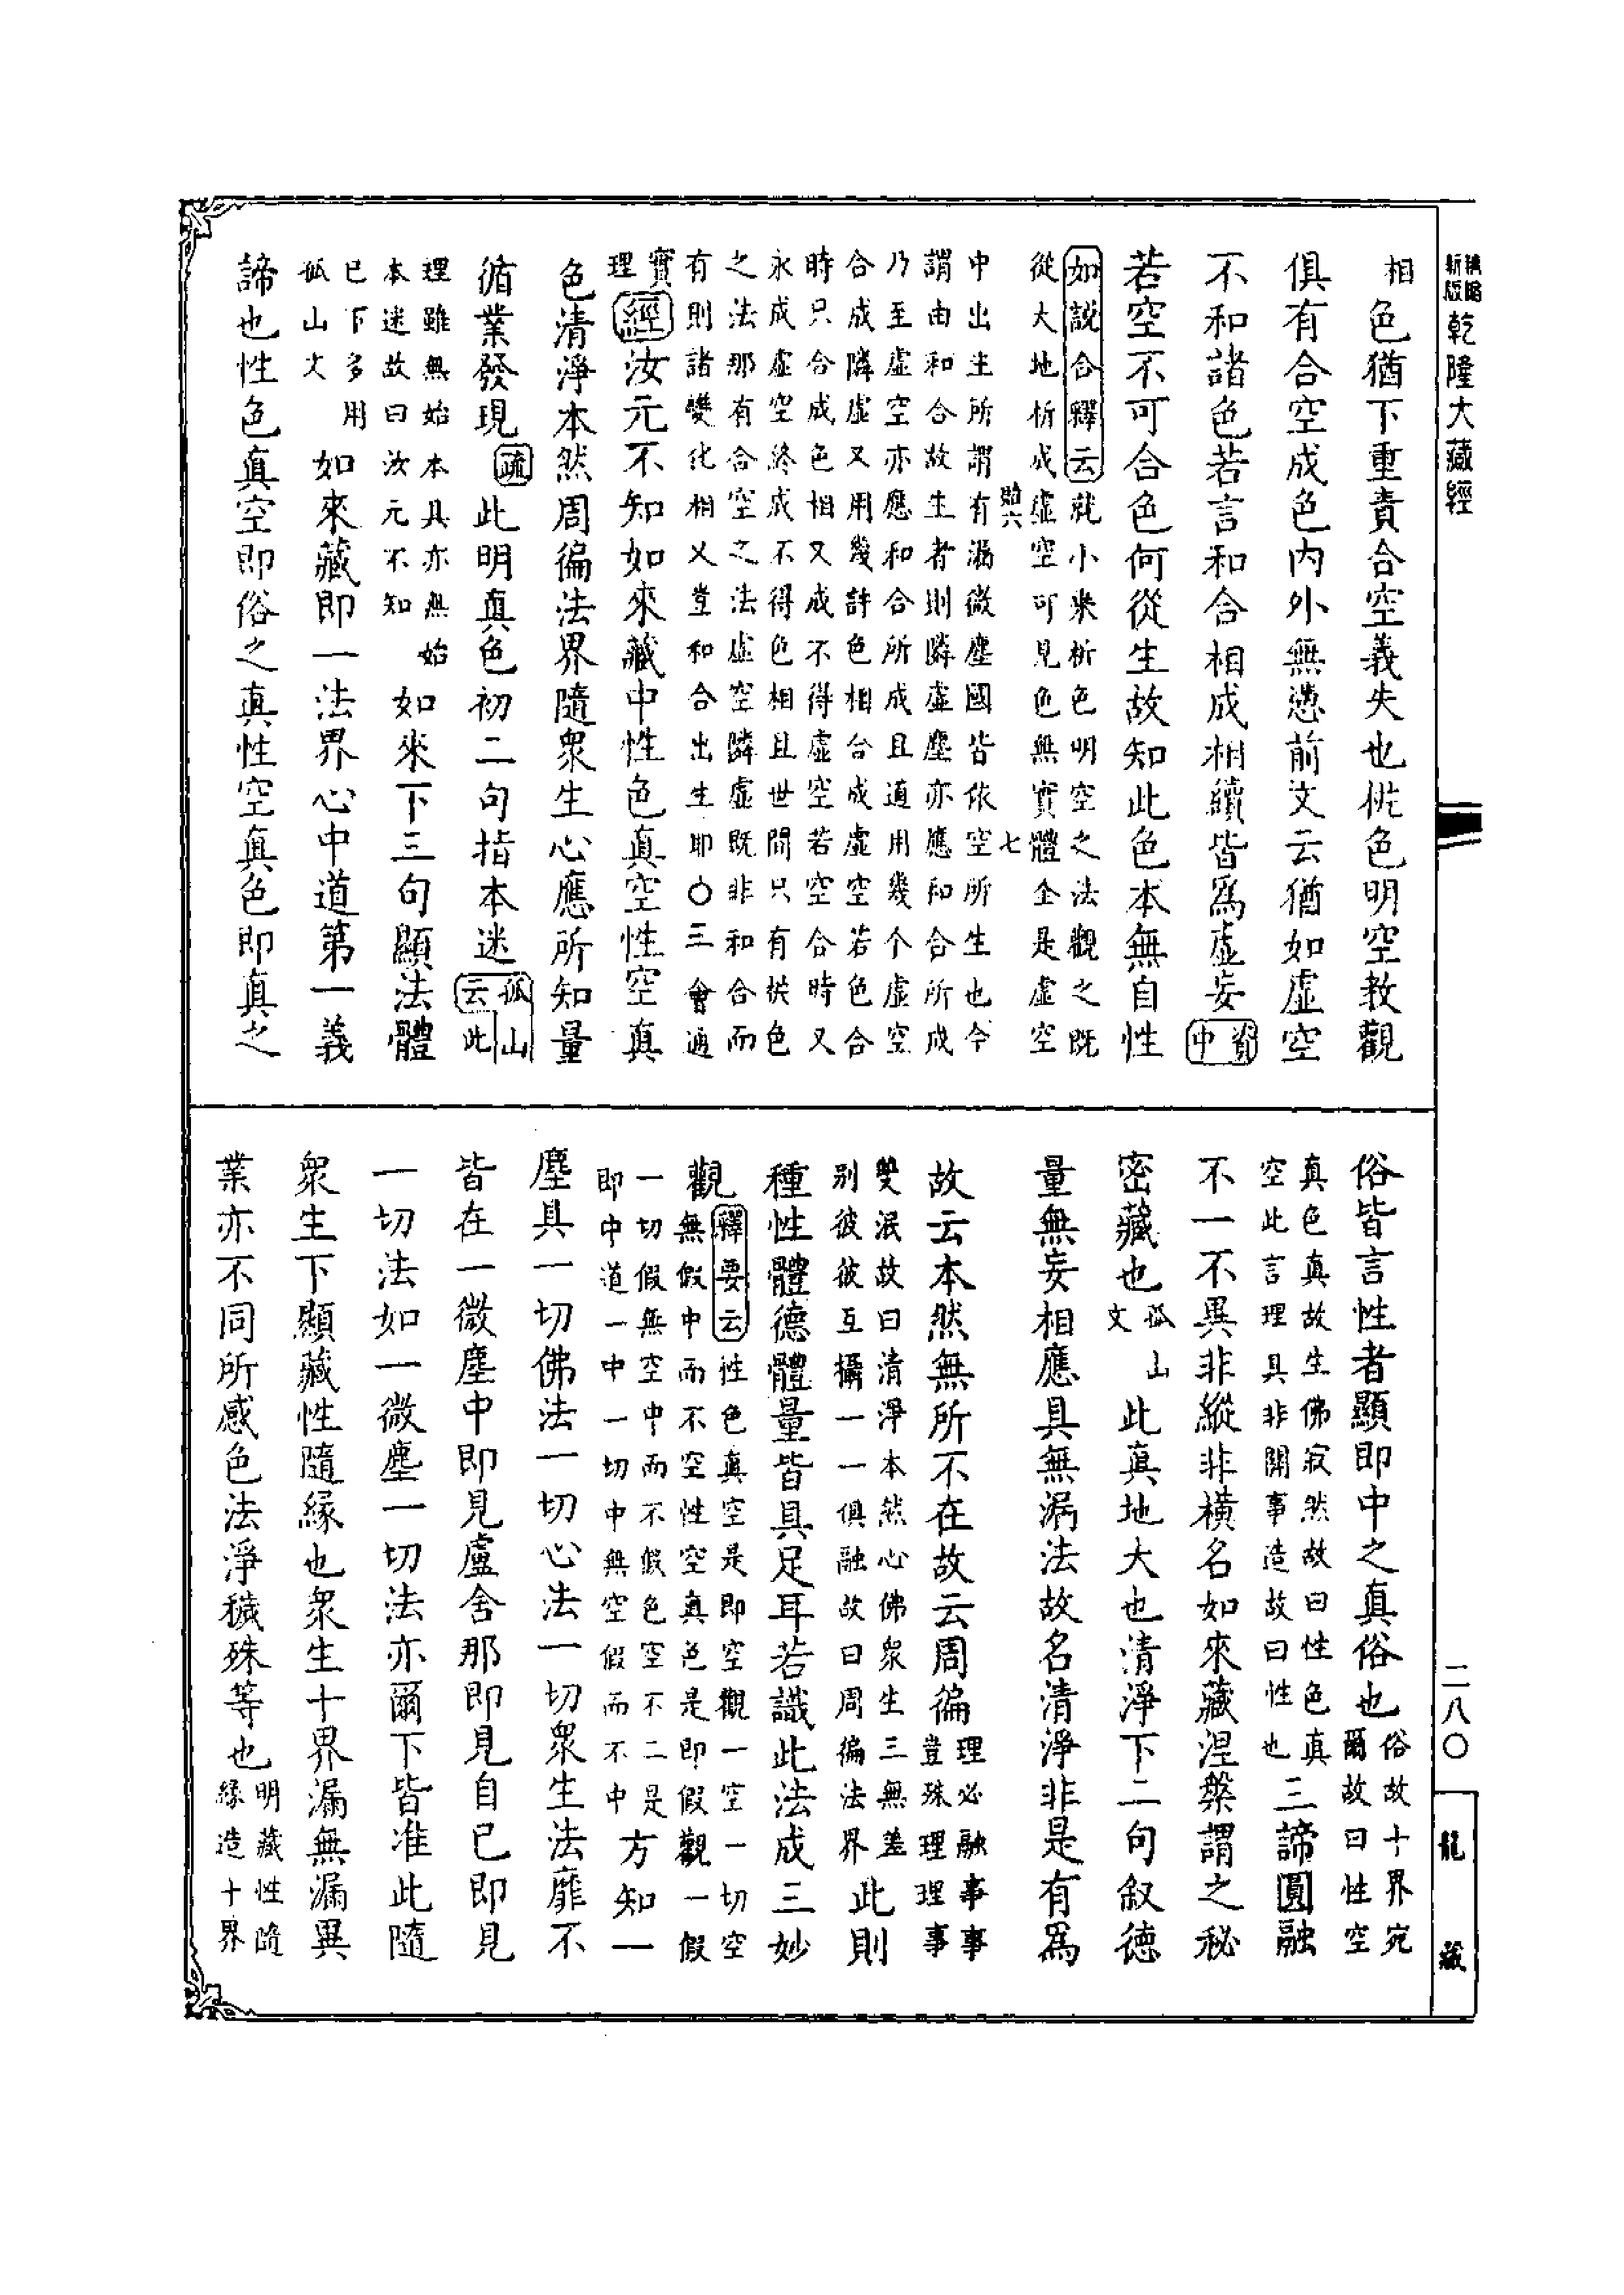 精縮新版乾隆大藏經
相色猶下重責合空義失也從色明空教觀
俱有合空成色內外無憑前文云猶如虛空
不和諸色若言和合相成相續皆爲虛妄資中
若空不可合色何從生故知此色本無自性
如說合釋云就小乘析色明空之法觀之既
從大地析成虛空可見色無實體全是虛空
七
中出生所謂有漏微塵國皆依空所生也今
謂由和合故生者則隣虛塵亦應和合所成
乃至虛空亦應和合所成且道用幾个虛空
合成隣虛又用幾許色相合成虛空若色合
時只合成色相又成不得虛空若空合時又
永成虛空終成不得色相且世間只有從色
之法那有合空之法虛空隣虛既非和合而
有則諸變化相又豈和合出生耶〇三會通
實理經汝元不知如來藏中性色真空性空真
色清淨本然周徧法界隨衆生心應所知量
循業發現疏此明真色初二句指本迷孤山云此
理雖無始本具亦無始
本迷故曰汝元不知如來下三句顯法體
已下多用
孤山文如來藏即一法界心中道第一義
諦也性色真空即俗之真性空真色即真之
俗皆言性者顯即中之真俗也俗故十界宛
爾故曰性空
真色真故生佛寂然故曰性色真
空此言理具非關事造故曰性也三諦圓融
不一不異非縱非橫名如來藏涅槃謂之秘
密藏也孤山文此真地大也清淨下二句叙德
量無妄相應具無漏法故名清淨非是有爲
故云本然無所不在故云周徧理必融事事
豈殊理理事
雙泯故曰清淨本然心佛衆生三無差
別彼彼互攝一一俱融故曰周徧法界此則
種性體德體量皆具足耳若識此法成三妙
觀釋要云性色真空是即空觀一空一切空
無假中而不空性空真色是即假觀一假
一切假無空中而不假色空不二是
即中道一中一切中無空假而不中方知一
塵具一切佛法一切心法一切衆生法靡不
皆在一微塵中即見盧舍那即見自己即見
一切法如一微塵一切法亦爾下皆准此隨
衆生下顯藏性隨緣也衆生十界漏無漏異
業亦不同所感色法淨穢殊等也明藏性隨
緣造十界
二八〇
龍藏